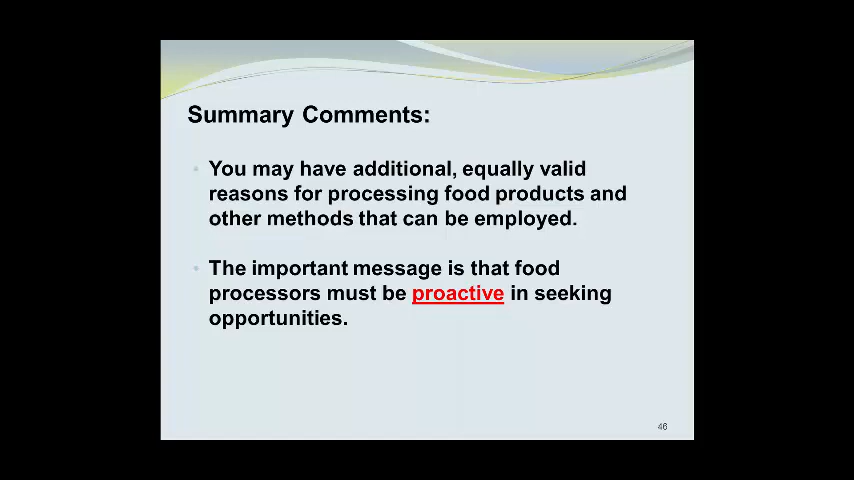 Summary Comments:
• You may have additional, equally valid
reasons for processing food products and
other methods that can be employed.
• The important message is that food
processors must be proactive in seeking
opportunities.
46